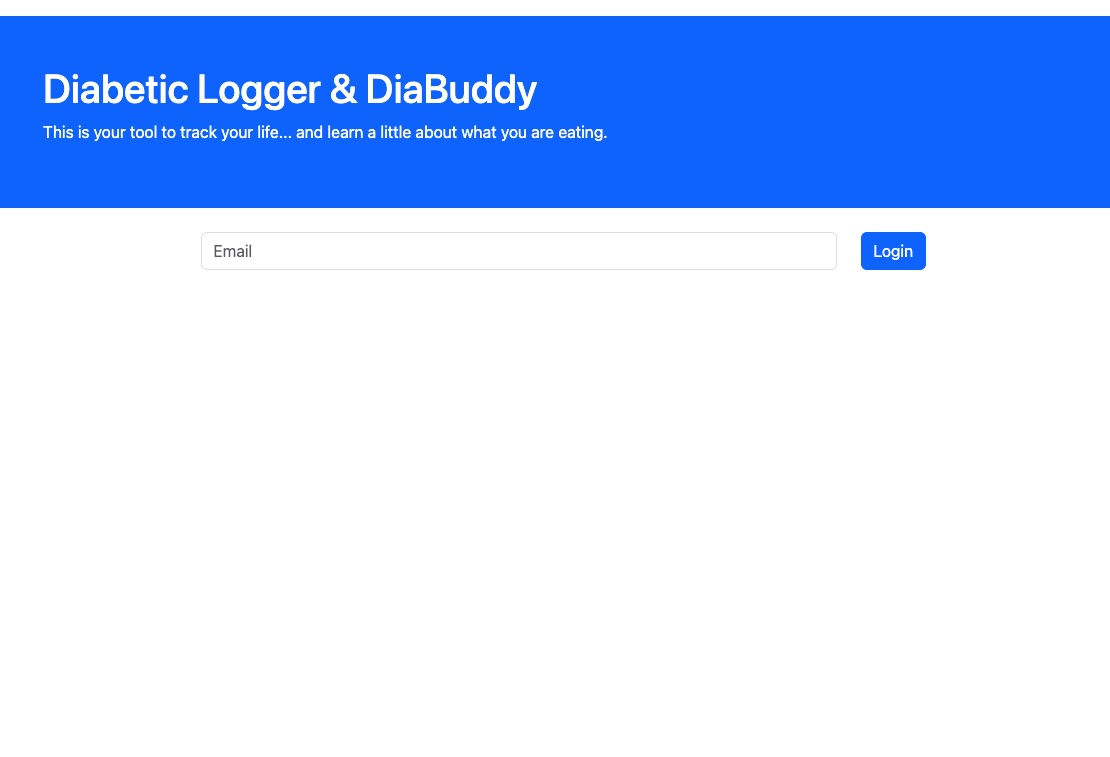 Diabetic Logger & DiaBuddy
This is your tool to track your life... and learn a little about what you are eating.
Email
Login